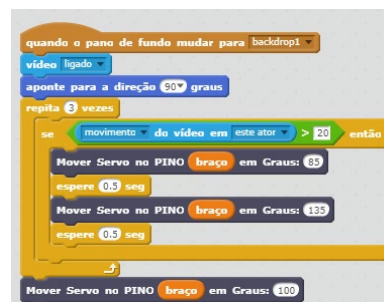 quando o pano de fundo mudar para backdrop1
vídeo ligado
aponte para a direção 90 graus
repita 3 vezes
se movimento do vídeo em este ator > 20 então
Mover Servo no PINO braço em Graus: 85
espere 0.5 seg
Mover Servo no PINO braço em Graus: 135
espere 0.5 seg
Mover Servo no PINO braço em Graus: 100